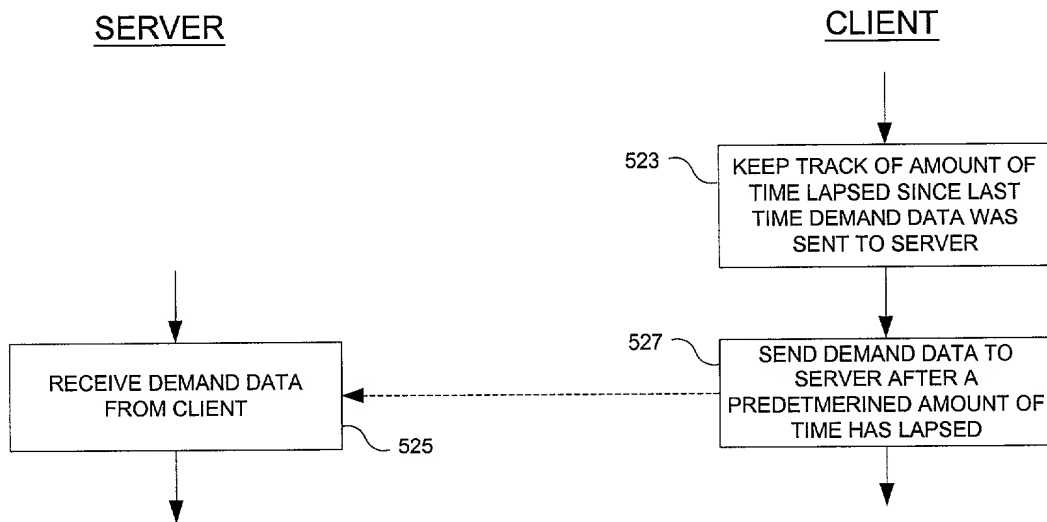 SERVER
CLIENT
523
KEEP TRACK OF AMOUNT OF
TIME LAPSED SINCE LAST
TIME DEMAND DATA WAS
SENT TO SERVER
527
SEND DEMAND DATA TO
SERVER AFTER A
PREDETMERINED AMOUNT OF
TIME HAS LAPSED
RECEIVE DEMAND DATA
FROM CLIENT
525